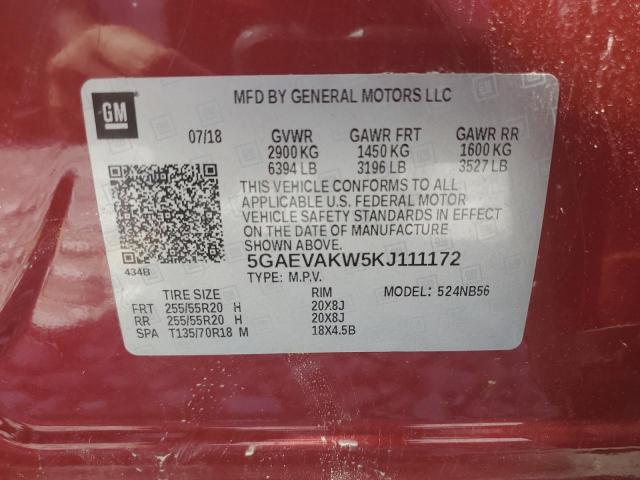 GM
MFD BY GENERAL MOTORS LLC
07/18 GVWR GAWR FRT GAWR RR
2900 KG 1450 KG 1600 KG
6394 LB 3196 LB 3527 LB
THIS VEHICLE CONFORMS TO ALL
APPLICABLE U.S. FEDERAL MOTOR
VEHICLE SAFETY STANDARDS IN EFFECT
ON THE DATE OF MANUFACTURE
SHOWN ABOVE.
434B
5GAEVAKW5KJ111172
TYPE: M.P.V.
TIRE SIZE RIM MODEL: 524NB56
FRT 255/55R20 H 20X8J
RR 255/55R20 H 20X8J
SPA T135/70R18 M 18X4.5B